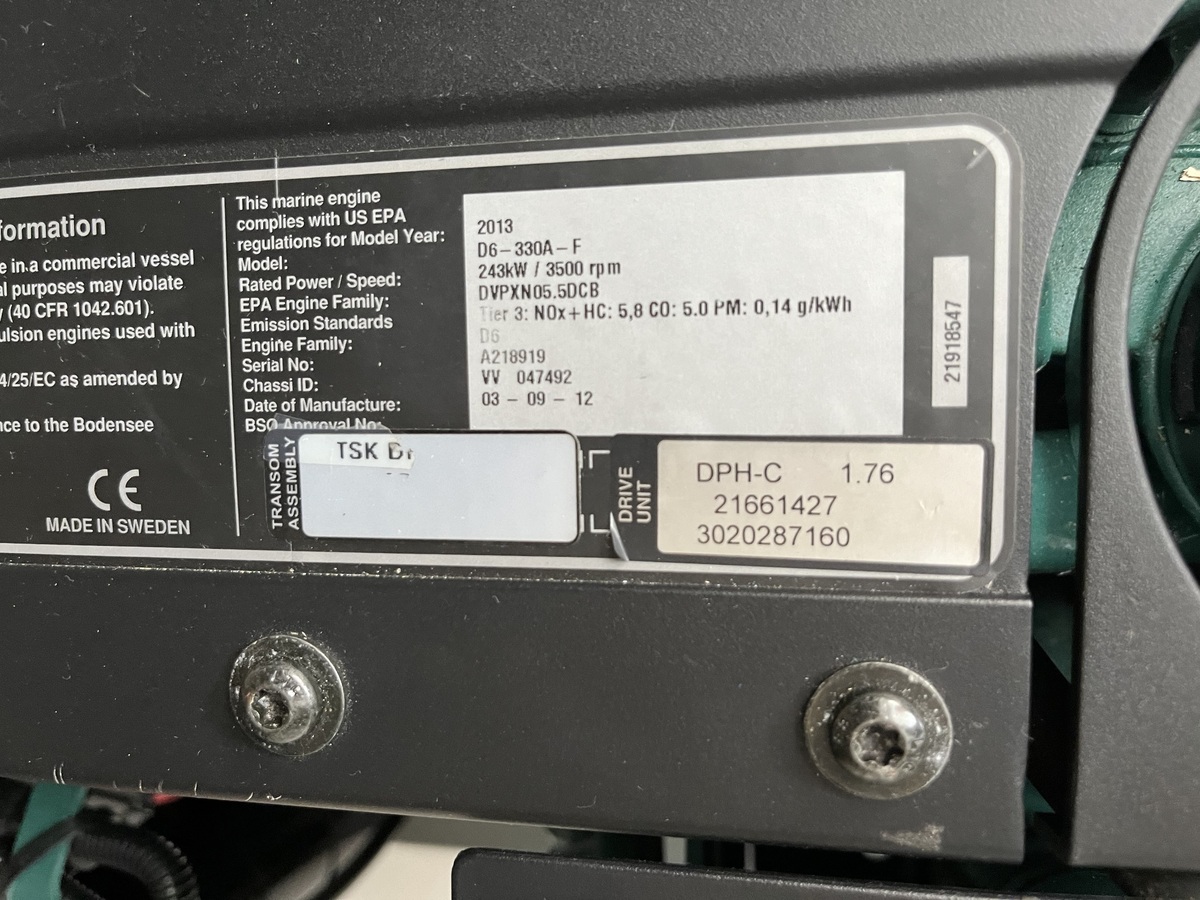 formation
e in a commercial vessel
al purposes may violate
(40 CFR 1042.601).
ulsion engines used with
4/25/EC as amended by
nce to the Bodensee
CE
MADE IN SWEDEN
This marine engine
complies with US EPA
regulations for Model Year:
Model:
Rated Power / Speed:
EPA Engine Family:
Emission Standards
Engine Family:
Serial No:
Chassi ID:
Date of Manufacture:
BSO Approval No:
2013
D6-330A-F
243kW / 3500 rpm
DVPXN05.5DCB
Tier 3: NOx+HC: 5,8 CO: 5.0 PM: 0,14 g/kWh
D6
A218919
VV 047492
03 - 09 - 12
21918547
TRANSOM
ASSEMBLY
TSK
DRIVE
UNIT
DPH-C 1.76
21661427
3020287160